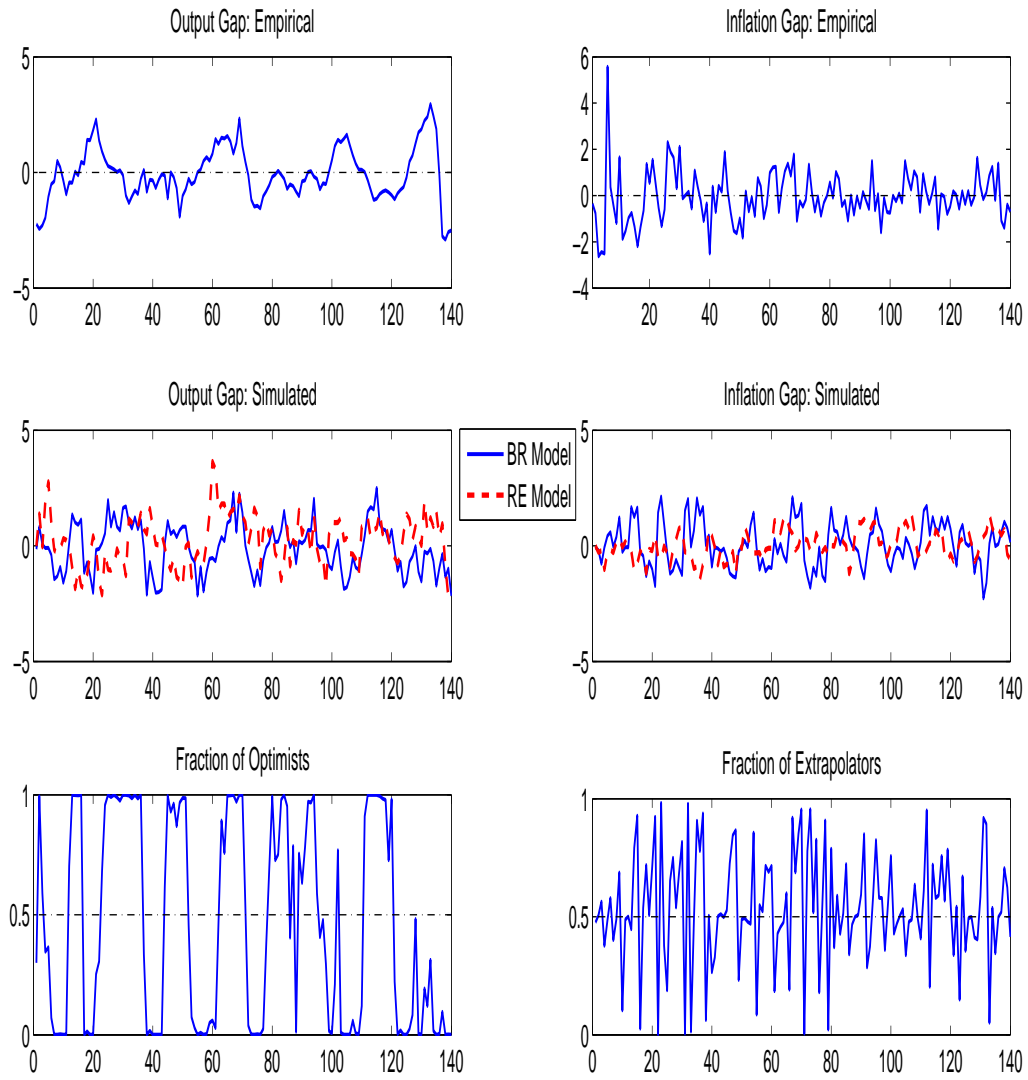 Output Gap: Empirical
5
0
−5
0 20 40 60 80 100 120 140
Inflation Gap: Empirical
6
4
2
0
−2
−4
0 20 40 60 80 100 120 140
Output Gap: Simulated
5
0
−5
0 20 40 60 80 100 120 140
BR Model
RE Model
Inflation Gap: Simulated
5
0
−5
0 20 40 60 80 100 120 140
Fraction of Optimists
1
0.5
0
0 20 40 60 80 100 120 140
Fraction of Extrapolators
1
0.5
0
0 20 40 60 80 100 120 140